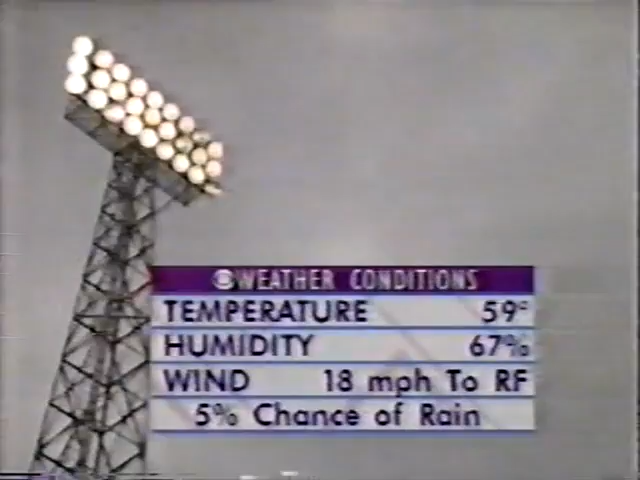 WEATHER CONDITIONS
TEMPERATURE 59°
HUMIDITY 67%
WIND 18 mph To RF
5% Chance of Rain